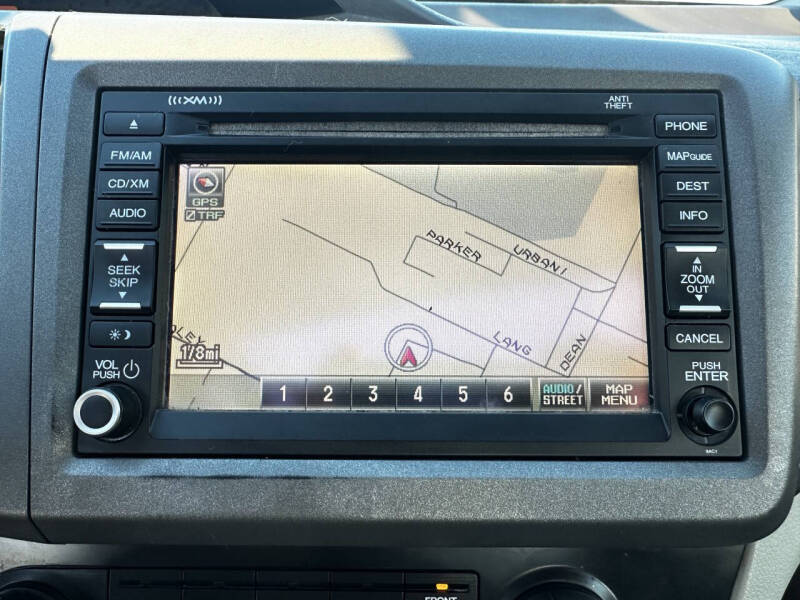 XM
ANTI
THEFT
PHONE
FM/AM
MAP GUIDE
CD/XM
DEST
AUDIO
INFO
GPS
TRF
PARKER
URBANI
SEEK
SKIP
IN
ZOOM
OUT
LANG
DEAN
1/8mi
CANCEL
VOL
PUSH
PUSH
ENTER
1 2 3 4 5 6
AUDIO/
STREET
MAP
MENU
FRONT